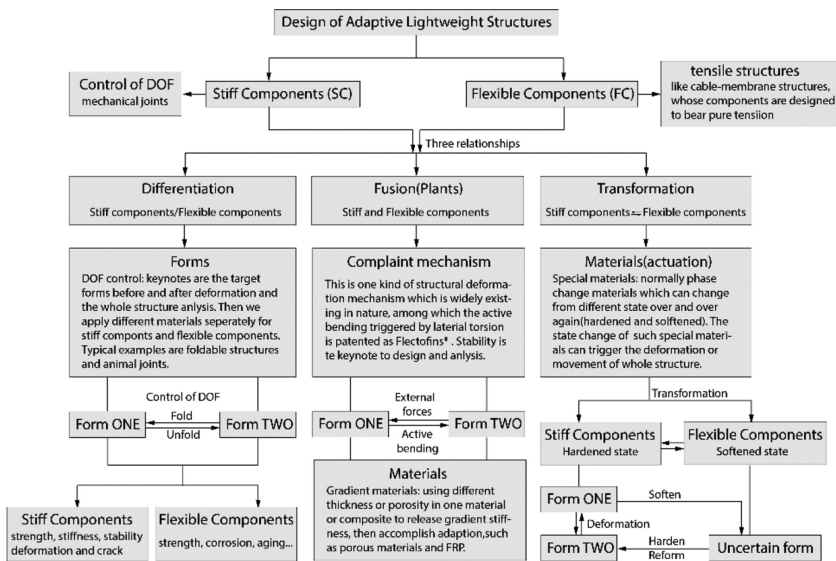 Design of Adaptive Lightweight Structures
Control of DOF
mechanical joints
Stiff Components (SC)
Flexible Components (FC)
tensile structures
like cable-membrane structures,
whose components are designed
to bear pure tensiion
Three relationships
Differentiation
Stiff components/Flexible components
Fusion(Plants)
Stiff and Flexible components
Transformation
Stiff components ⇋ Flexible components
Forms
DOF control: keynotes are the target
forms before and after deformation and
the whole structure anlysis. Then we
apply different materials seperately for
stiff componts and flexible components.
Typical examples are foldable structures
and animal joints.
Complaint mechanism
This is one kind of structural deforma-
tion mechanism which is widely exist-
ing in nature, among which the active
bending triggered by laterial torsion
is patented as Flectofins®. Stability is
te keynote to design and anlysis.
Materials(actuation)
Special materials: normally phase
change materials which can change
from different state over and over
again(hardened and solftened). The
state change of such special materi-
als can trigger the deformation or
movement of whole structure.
Control of DOF
Form ONE
Fold
Unfold
Form TWO
Form ONE
External
forces
Active
bending
Form TWO
Transformation
Stiff Components
Hardened state
Flexible Components
Softened state
Stiff Components
strength, stiffness, stability
deformation and crack
Flexible Components
strength, corrosion, aging...
Materials
Gradient materials: using different
thickness or porosity in one material
or composite to release gradient stiff-
ness, then accomplish adaption,such
as porous materials and FRP.
Form ONE
Soften
Deformation
Form TWO
Harden
Reform
Uncertain form